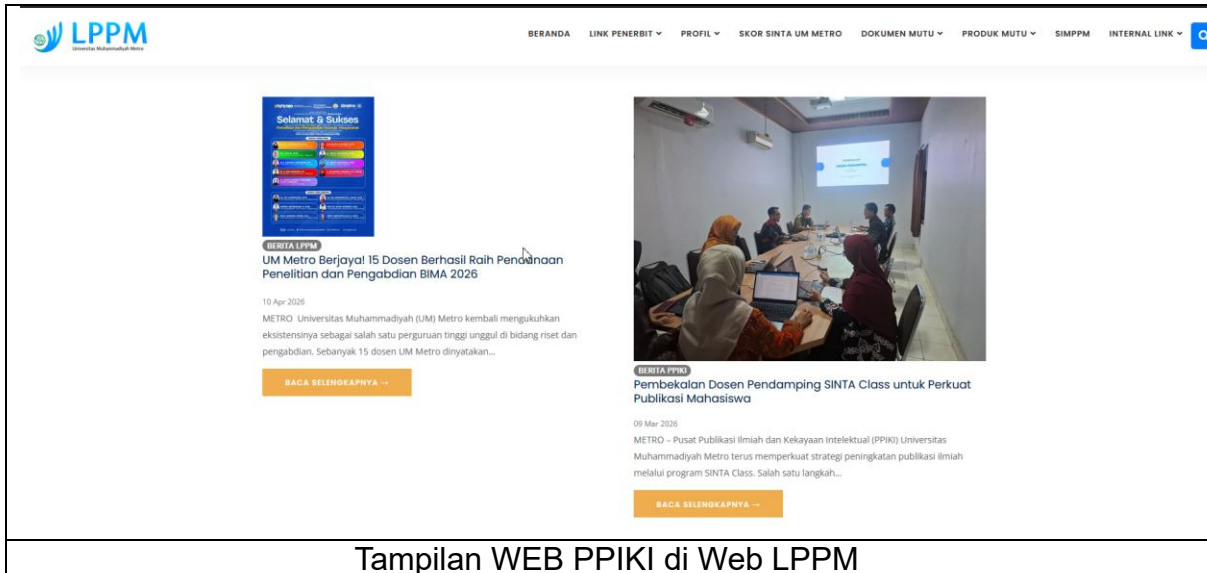 LPPM
Universitas Muhammadiyah Metro
BERANDA LINK PENERBIT PROFIL SKOR SINTA UM METRO DOKUMEN MUTU PRODUK MUTU SIMPPM INTERNAL LINK
Selamat & Sukses
BERITA LPPM
UM Metro Berjaya! 15 Dosen Berhasil Raih Pendanaan
Penelitian dan Pengabdian BIMA 2026
10 Apr 2026
METRO Universitas Muhammadiyah (UM) Metro kembali mengukuhkan
eksistensinya sebagai salah satu perguruan tinggi unggul di bidang riset dan
pengabdian. Sebanyak 15 dosen UM Metro dinyatakan...
BACA SELENGKAPNYA →
BERITA PPIKI
Pembekalan Dosen Pendamping SINTA Class untuk Perkuat
Publikasi Mahasiswa
09 Mar 2026
METRO – Pusat Publikasi Ilmiah dan Kekayaan Intelektual (PPIKI) Universitas
Muhammadiyah Metro terus memperkuat strategi peningkatan publikasi ilmiah
melalui program SINTA Class. Salah satu langkah...
BACA SELENGKAPNYA →
Tampilan WEB PPIKI di Web LPPM